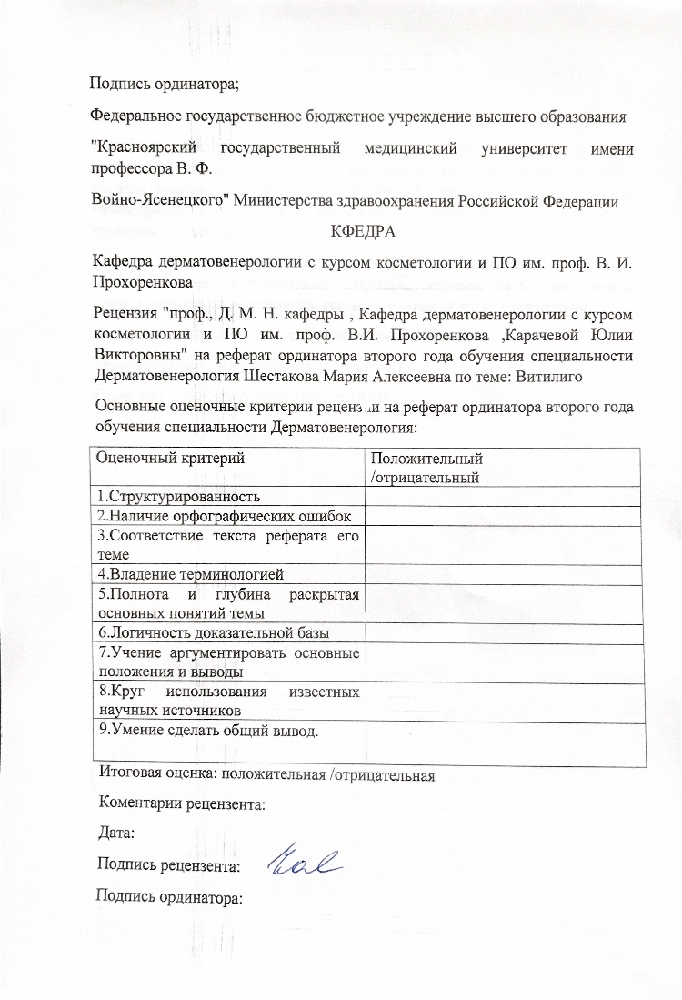 Подпись ординатора;
Федеральное государственное бюджетное учреждение высшего образования
"Красноярский государственный медицинский университет имени
профессора В. Ф.
Войно-Ясенецкого" Министерства здравоохранения Российской Федерации
КФЕДРА
Кафедра дерматовенерологии с курсом косметологии и ПО им. проф. В. И.
Прохоренкова
Рецензия "проф., Д. М. Н. кафедры , Кафедра дерматовенерологии с курсом
косметологии и ПО им. проф. В.И. Прохоренкова ,Карачевой Юлии
Викторовны" на реферат ординатора второго года обучения специальности
Дерматовенерология Шестакова Мария Алексеевна по теме: Витилиго
Основные оценочные критерии рецензии на реферат ординатора второго года
обучения специальности Дерматовенерология:
Оценочный критерий
Положительный
/отрицательный
1.Структурированность
2.Наличие орфографических ошибок
3.Соответствие текста реферата его
теме
4.Владение терминологией
5.Полнота и глубина раскрытая
основных понятий темы
6.Логичность доказательной базы
7.Учение аргументировать основные
положения и выводы
8.Круг использования известных
научных источников
9.Умение сделать общий вывод.
Итоговая оценка: положительная /отрицательная
Коментарии рецензента:
Дата:
Подпись рецензента:
Подпись ординатора: